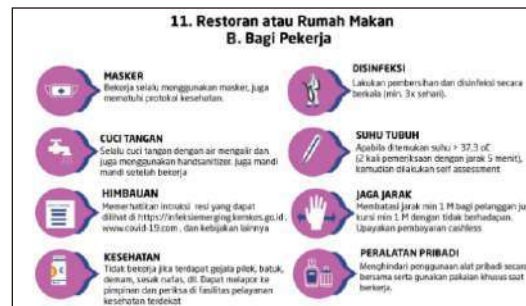 11. Restoran atau Rumah Makan
B. Bagi Pekerja
MASKER
Bekerja selalu menggunakan masker, juga
mematuhi protokol kesehatan.
CUCI TANGAN
Selalu cuci tangan dengan air mengalir dan
juga menggunakan handsanitizer. Juga mandi
mandi setelah bekerja
HIMBAUAN
Memerhatikan intruksi resi yang dapat
dilihat di https://infeksiemerging.kemkes.go.id,
www.covid-19.com, dan kebijakan lainnya
KESEHATAN
Tidak bekerja jika terdapat gejala pilek, batuk,
demam, sesak nafas, dll. Dapat melapor ke
pimpinan dan periksa di fasilitas pelayanan
kesehatan terdekat
DISINFEKSI
Lakukan pembersihan dan disinfeksi secara
berkala (min. 3x sehari).
SUHU TUBUH
Apabila ditemukan suhu > 37,3 oC
(2 kali pemeriksaan dengan jarak 5 menit),
kemudian dilakukan self assessment
JAGA JARAK
Membatasi jarak min 1 M bagi pelanggan ju
kursi min 1 M dengan tidak berhadapan.
Upayakan pembayaran cashless
PERALATAN PRIBADI
Menghindari penggunaan alat pribadi secara
bersama serta gunakan pakaian khusus saat
berkerja.